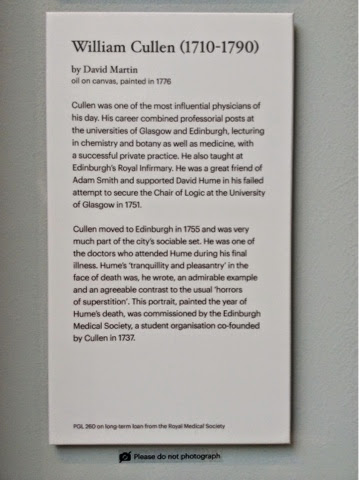 William Cullen (1710-1790)
by David Martin
oil on canvas, painted in 1776
Cullen was one of the most influential physicians of
his day. His career combined professorial posts at
the universities of Glasgow and Edinburgh, lecturing
in chemistry and botany as well as medicine, with
a successful private practice. He also taught at
Edinburgh's Royal Infirmary. He was a great friend of
Adam Smith and supported David Hume in his failed
attempt to secure the Chair of Logic at the University
of Glasgow in 1751.
Cullen moved to Edinburgh in 1755 and was very
much part of the city's sociable set. He was one of
the doctors who attended Hume during his final
illness. Hume's 'tranquillity and pleasantry' in the
face of death was, he wrote, an admirable example
and an agreeable contrast to the usual 'horrors
of superstition'. This portrait, painted the year of
Hume's death, was commissioned by the Edinburgh
Medical Society, a student organisation co-founded
by Cullen in 1737.
PGL 260 on long-term loan from the Royal Medical Society
Please do not photograph